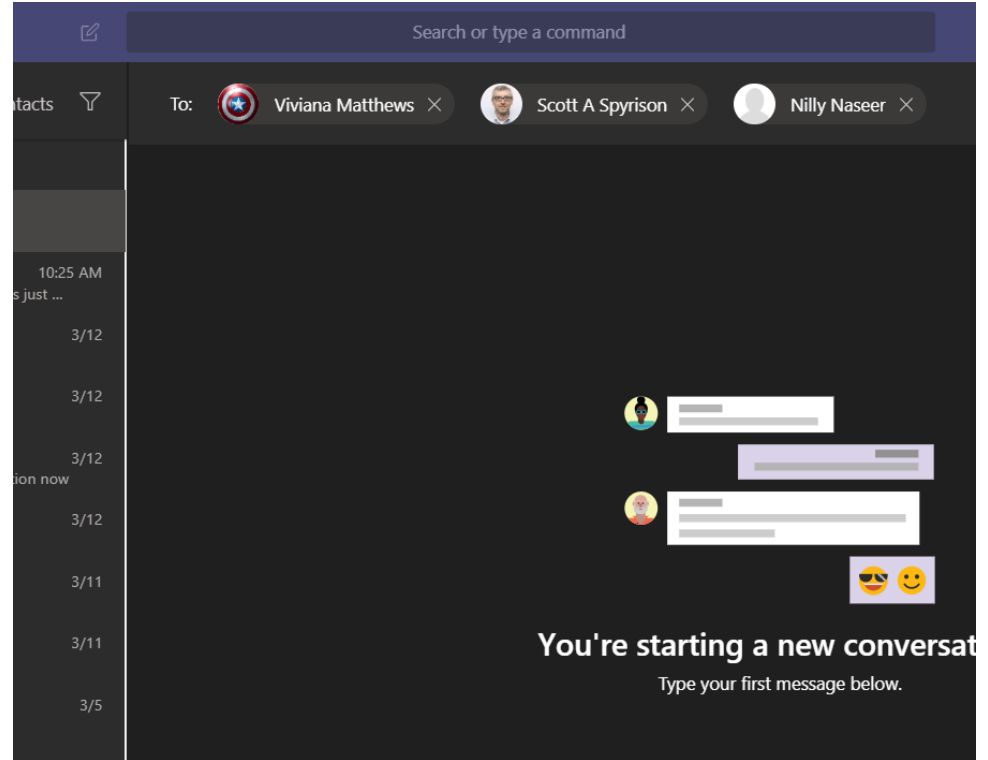 Search or type a command
ntacts
To: Viviana Matthews Scott A Spyrison Nilly Naseer
10:25 AM
s just ...
3/12
3/12
3/12
tion now
3/12
3/11
3/11
3/5
You're starting a new conversat
Type your first message below.